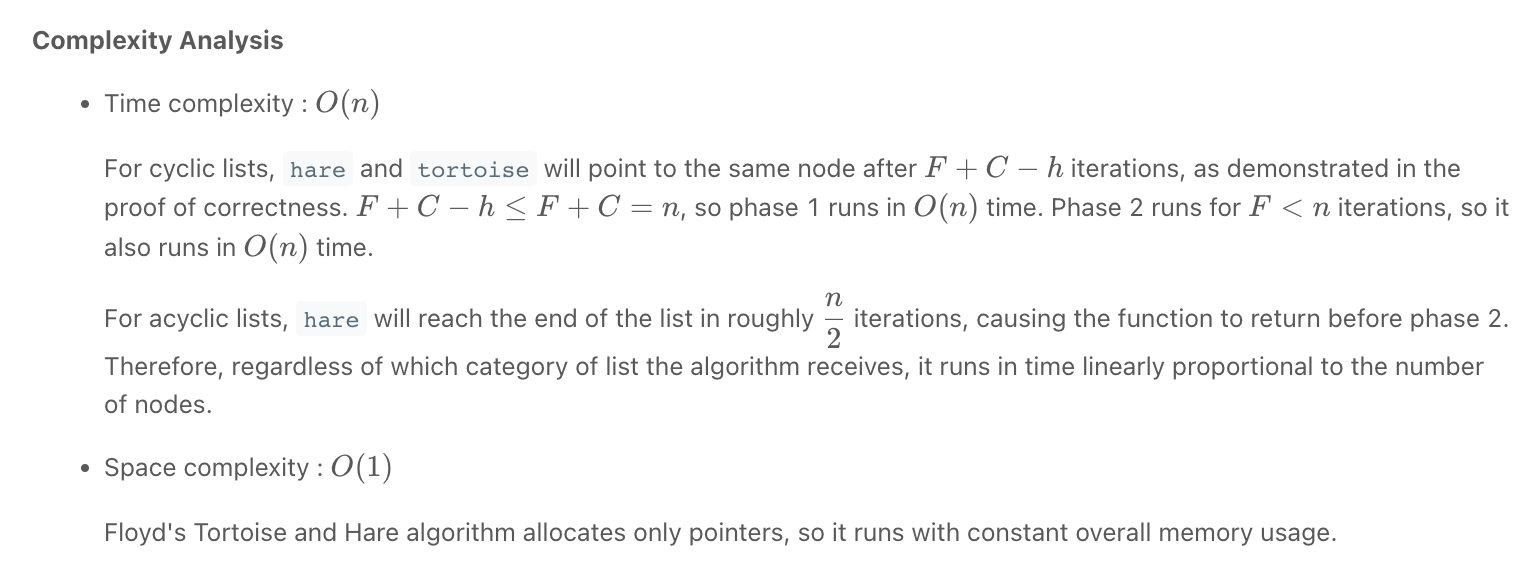 Complexity Analysis
• Time complexity : O(n)
For cyclic lists, hare and tortoise will point to the same node after F + C − h iterations, as demonstrated in the
proof of correctness. F + C − h ≤ F + C = n, so phase 1 runs in O(n) time. Phase 2 runs for F < n iterations, so it
also runs in O(n) time.
For acyclic lists, hare will reach the end of the list in roughly n/2 iterations, causing the function to return before phase 2.
Therefore, regardless of which category of list the algorithm receives, it runs in time linearly proportional to the number
of nodes.
• Space complexity : O(1)
Floyd's Tortoise and Hare algorithm allocates only pointers, so it runs with constant overall memory usage.